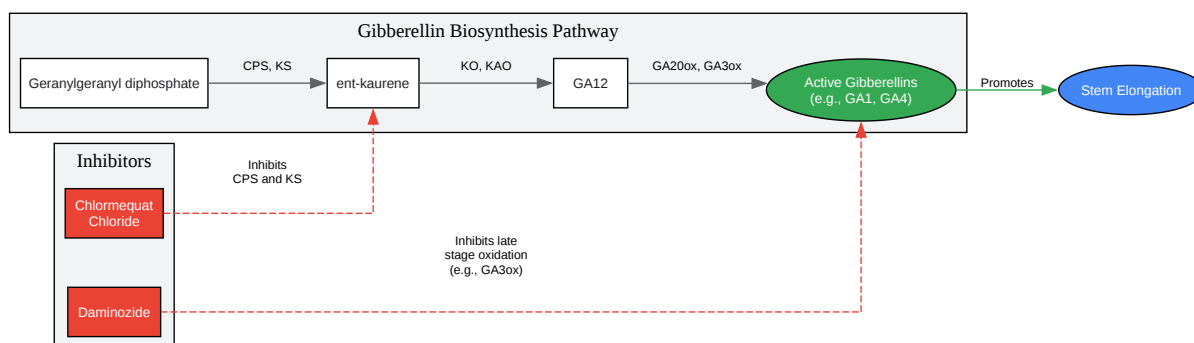 Gibberellin Biosynthesis Pathway
Geranylgeranyl diphosphate
CPS, KS
ent-kaurene
KO, KAO
GA12
GA20ox, GA3ox
Active Gibberellins
(e.g., GA1, GA4)
Promotes
Stem Elongation
Inhibitors
Chlormequat
Chloride
Inhibits
CPS and KS
Daminozide
Inhibits late
stage oxidation
(e.g., GA3ox)